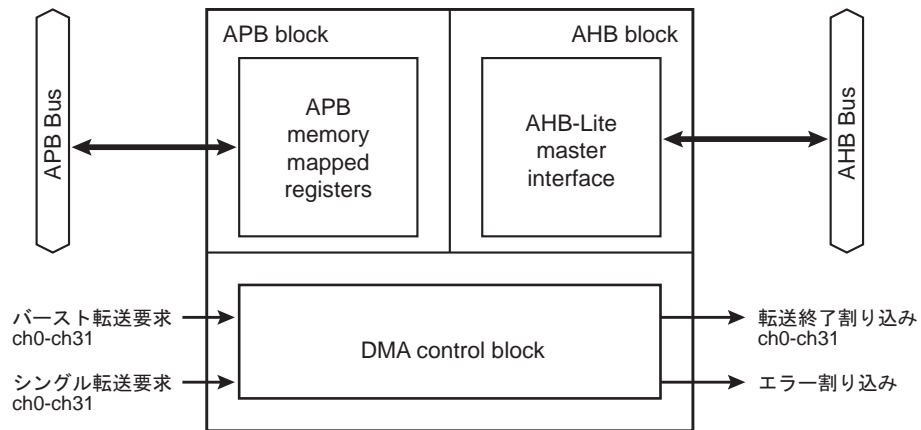 APB block
AHB block
APB Bus
APB
memory
mapped
registers
AHB-Lite
master
interface
AHB Bus
バースト転送要求
ch0-ch31
シングル転送要求
ch0-ch31
DMA control block
転送終了割り込み
ch0-ch31
エラー割り込み